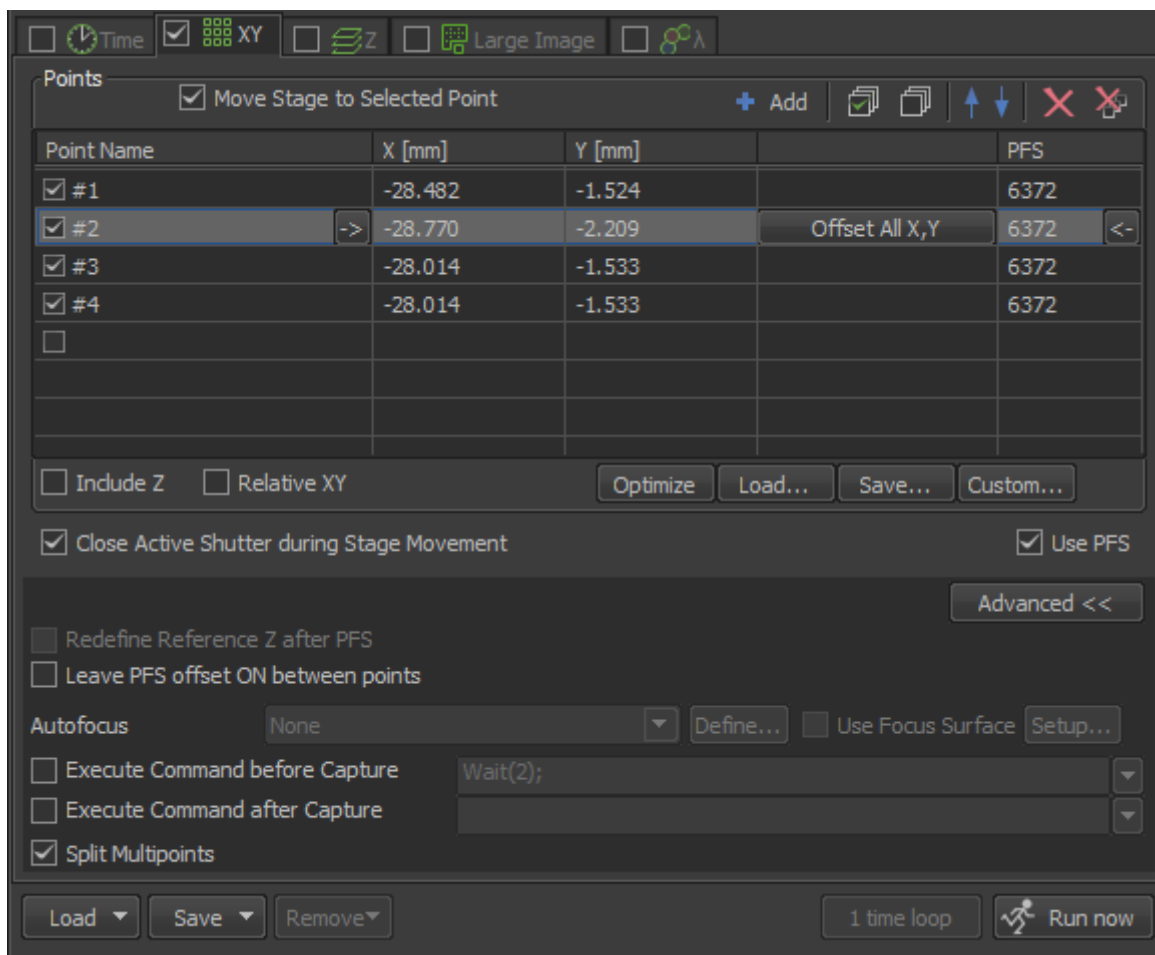 Time XY Z Large Image λ
Points
Move Stage to Selected Point Add
Point Name X [mm] Y [mm] PFS
#1 -28.482 -1.524 6372
#2 -> -28.770 -2.209 Offset All X,Y 6372 <-
#3 -28.014 -1.533 6372
#4 -28.014 -1.533 6372
Include Z Relative XY Optimize Load... Save... Custom...
Close Active Shutter during Stage Movement Use PFS
Advanced <<
Redefine Reference Z after PFS
Leave PFS offset ON between points
Autofocus None Define... Use Focus Surface Setup...
Execute Command before Capture Wait(2);
Execute Command after Capture
Split Multipoints
Load Save Remove 1 time loop Run now